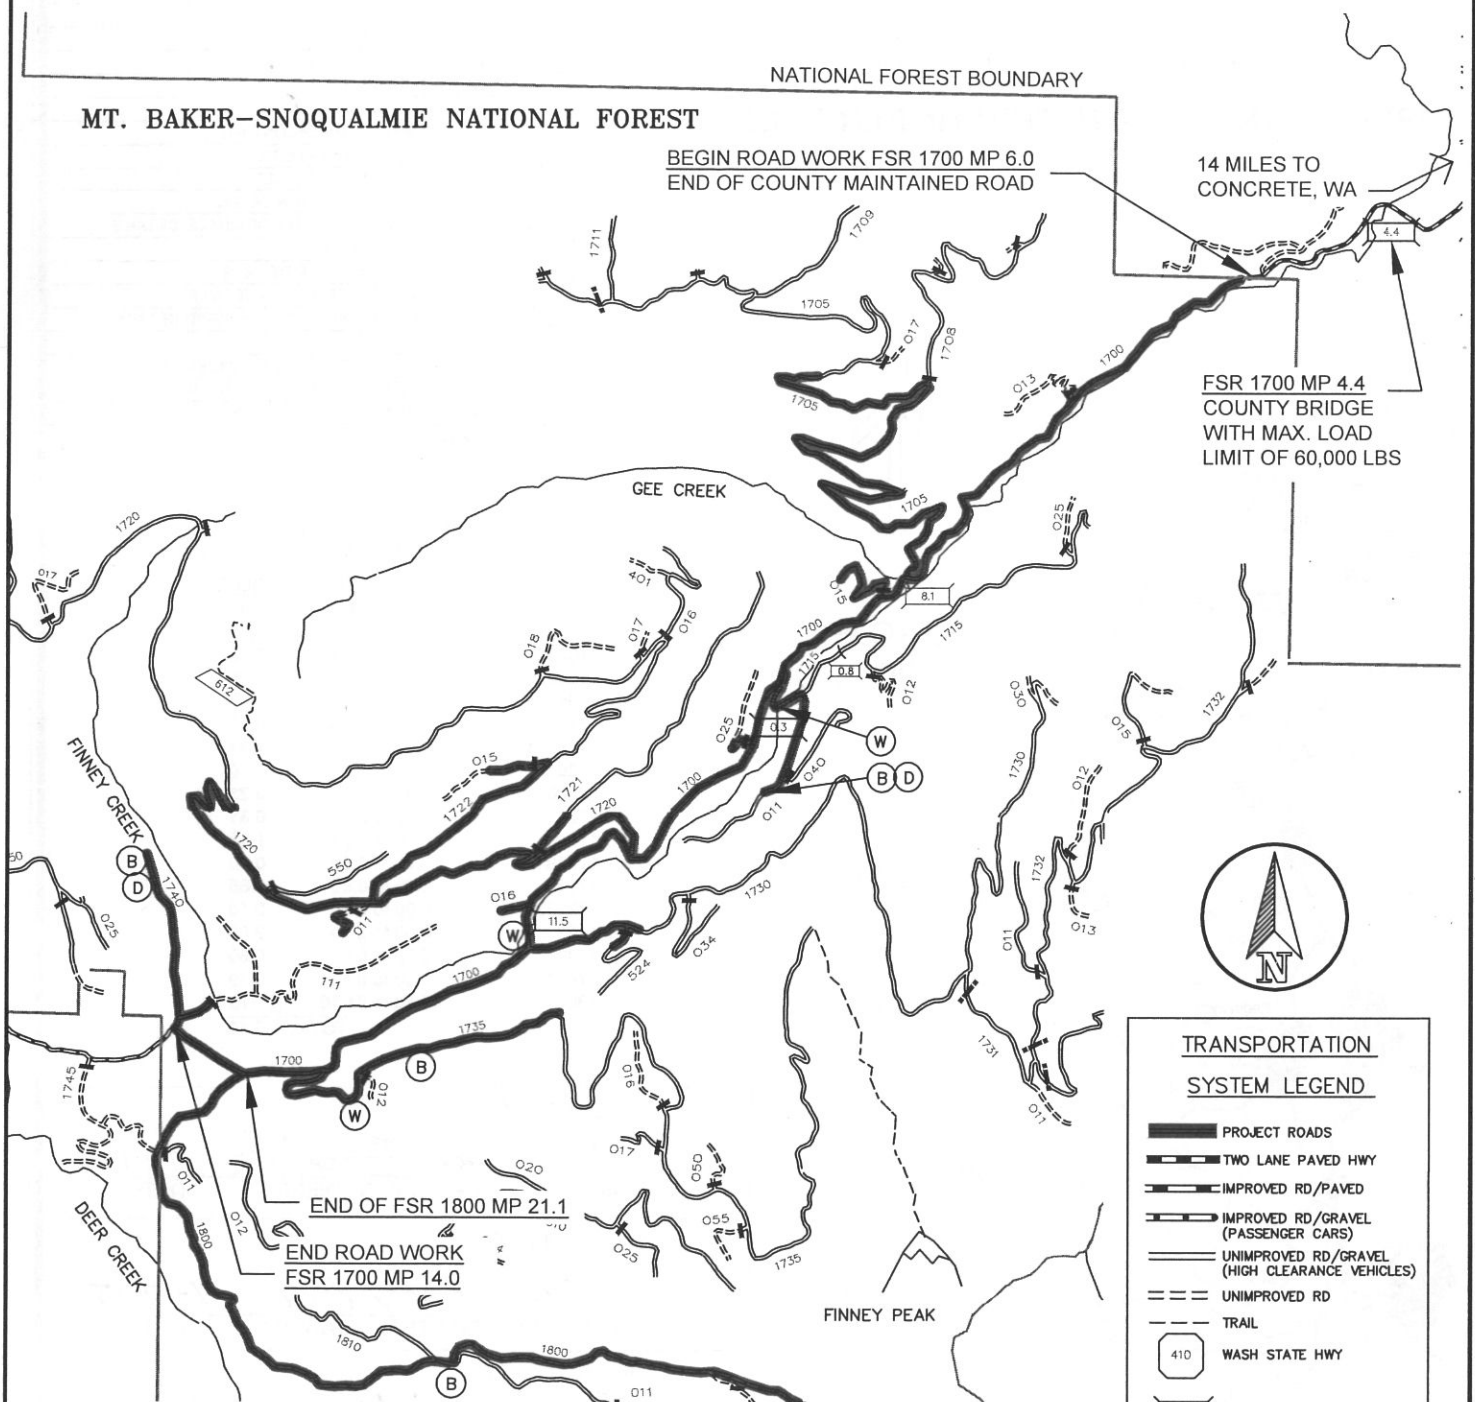 NATIONAL FOREST BOUNDARY
MT. BAKER–SNOQUALMIE NATIONAL FOREST
BEGIN ROAD WORK FSR 1700 MP 6.0
END OF COUNTY MAINTAINED ROAD
14 MILES TO
CONCRETE, WA
4.4
1711
1709
1705
017
1708
013
1700
1705
FSR 1700 MP 4.4
COUNTY BRIDGE
WITH MAX. LOAD
LIMIT OF 60,000 LBS
GEE CREEK
1705
025
1720
017
401
016
017
018
015
8.1
1700
1715
1715
0.8
012
612
025
0.3
W
030
015
1732
FINNEY CREEK
015
1722
1721
1720
1700
040
B D
011
1730
012
1720
550
B
D
1740
50
025
016
011
11.5
W
1730
034
524
1732
011
013
N
111
1700
1735
B
1731
011
1700
012
W
1745
011
016
017
050
055
020
025
1735
012
DEER CREEK
1800
END OF FSR 1800 MP 21.1
END ROAD WORK
FSR 1700 MP 14.0
FINNEY PEAK
1810
1800
B
011
TRANSPORTATION
SYSTEM LEGEND
PROJECT ROADS
TWO LANE PAVED HWY
IMPROVED RD/PAVED
IMPROVED RD/GRAVEL
(PASSENGER CARS)
UNIMPROVED RD/GRAVEL
(HIGH CLEARANCE VEHICLES)
UNIMPROVED RD
TRAIL
410
WASH STATE HWY